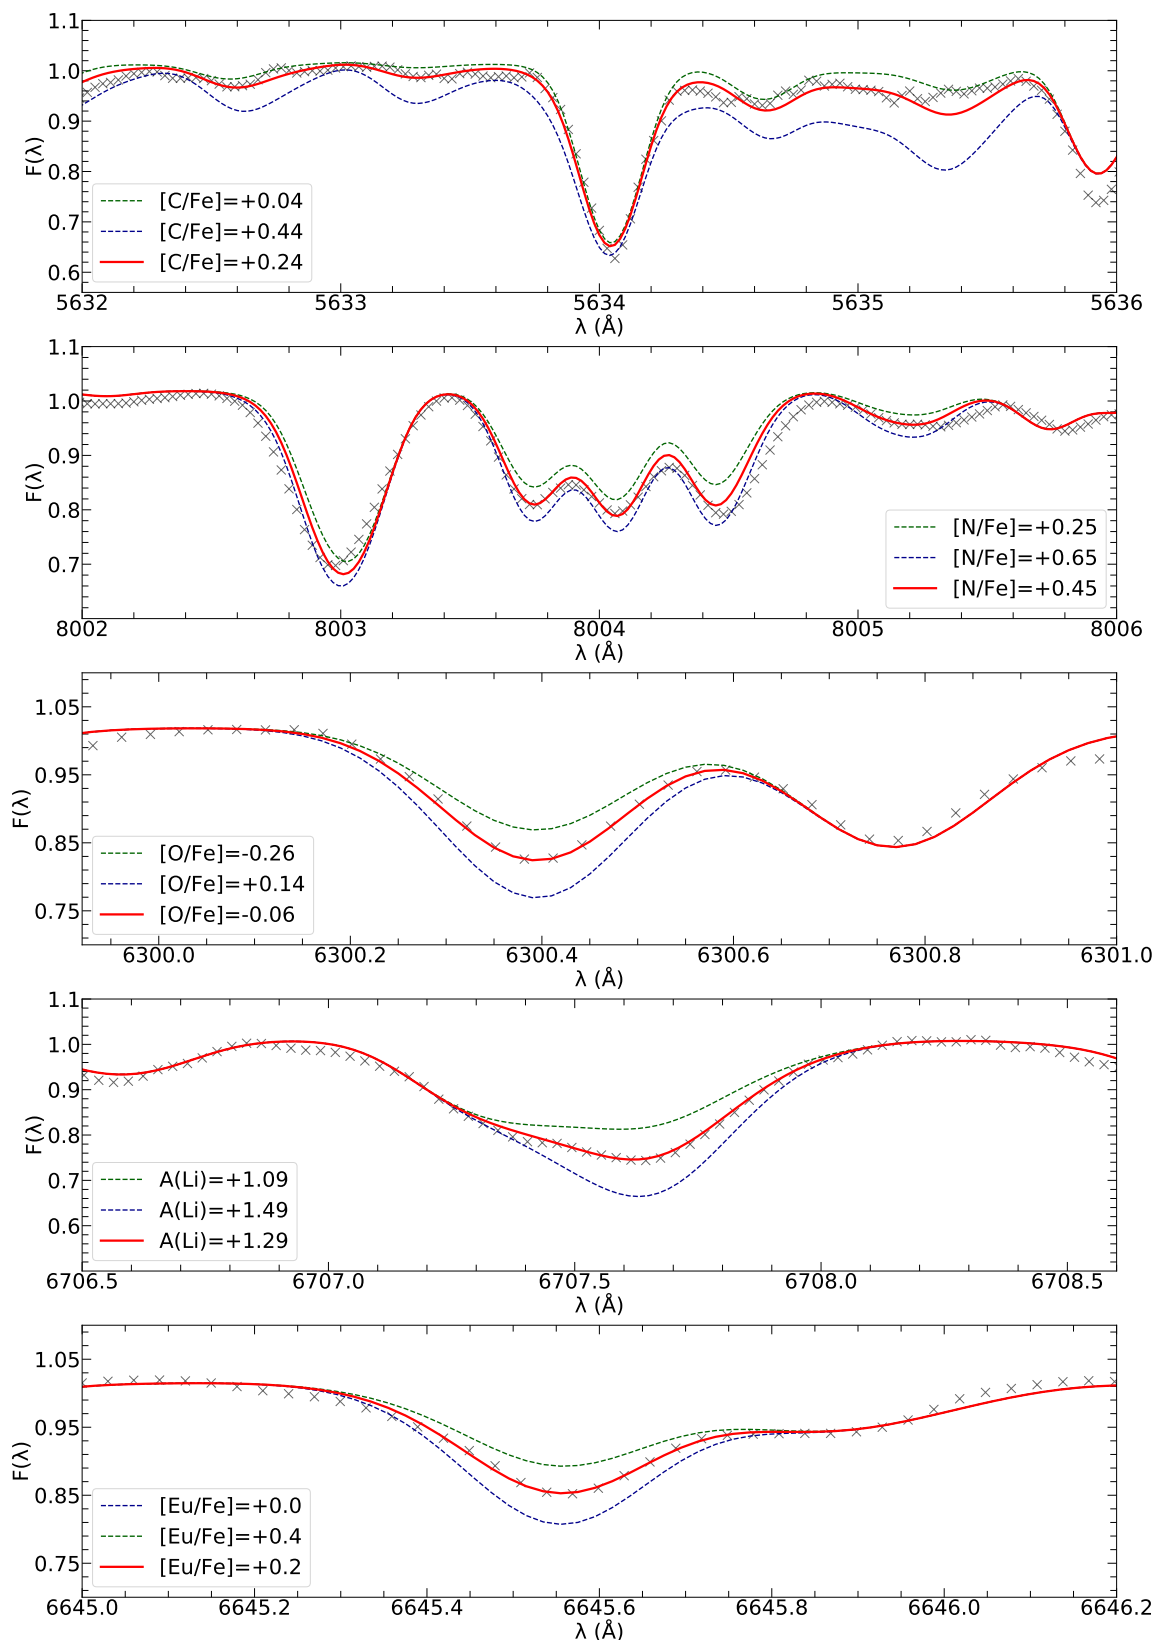 1.1
1.0
0.9
0.8
0.7
0.6
F(λ)
[C/Fe]=+0.04
[C/Fe]=+0.44
[C/Fe]=+0.24
5632 5633 5634 5635 5636
λ (Å)
1.1
1.0
0.9
0.8
0.7
F(λ)
[N/Fe]=+0.25
[N/Fe]=+0.65
[N/Fe]=+0.45
8002 8003 8004 8005 8006
λ (Å)
1.05
0.95
0.85
0.75
F(λ)
[O/Fe]=-0.26
[O/Fe]=+0.14
[O/Fe]=-0.06
6300.0 6300.2 6300.4 6300.6 6300.8 6301.0
λ (Å)
1.1
1.0
0.9
0.8
0.7
0.6
F(λ)
A(Li)=+1.09
A(Li)=+1.49
A(Li)=+1.29
6706.5 6707.0 6707.5 6708.0 6708.5
λ (Å)
1.05
0.95
0.85
0.75
F(λ)
[Eu/Fe]=+0.0
[Eu/Fe]=+0.4
[Eu/Fe]=+0.2
6645.0 6645.2 6645.4 6645.6 6645.8 6646.0 6646.2
λ (Å)